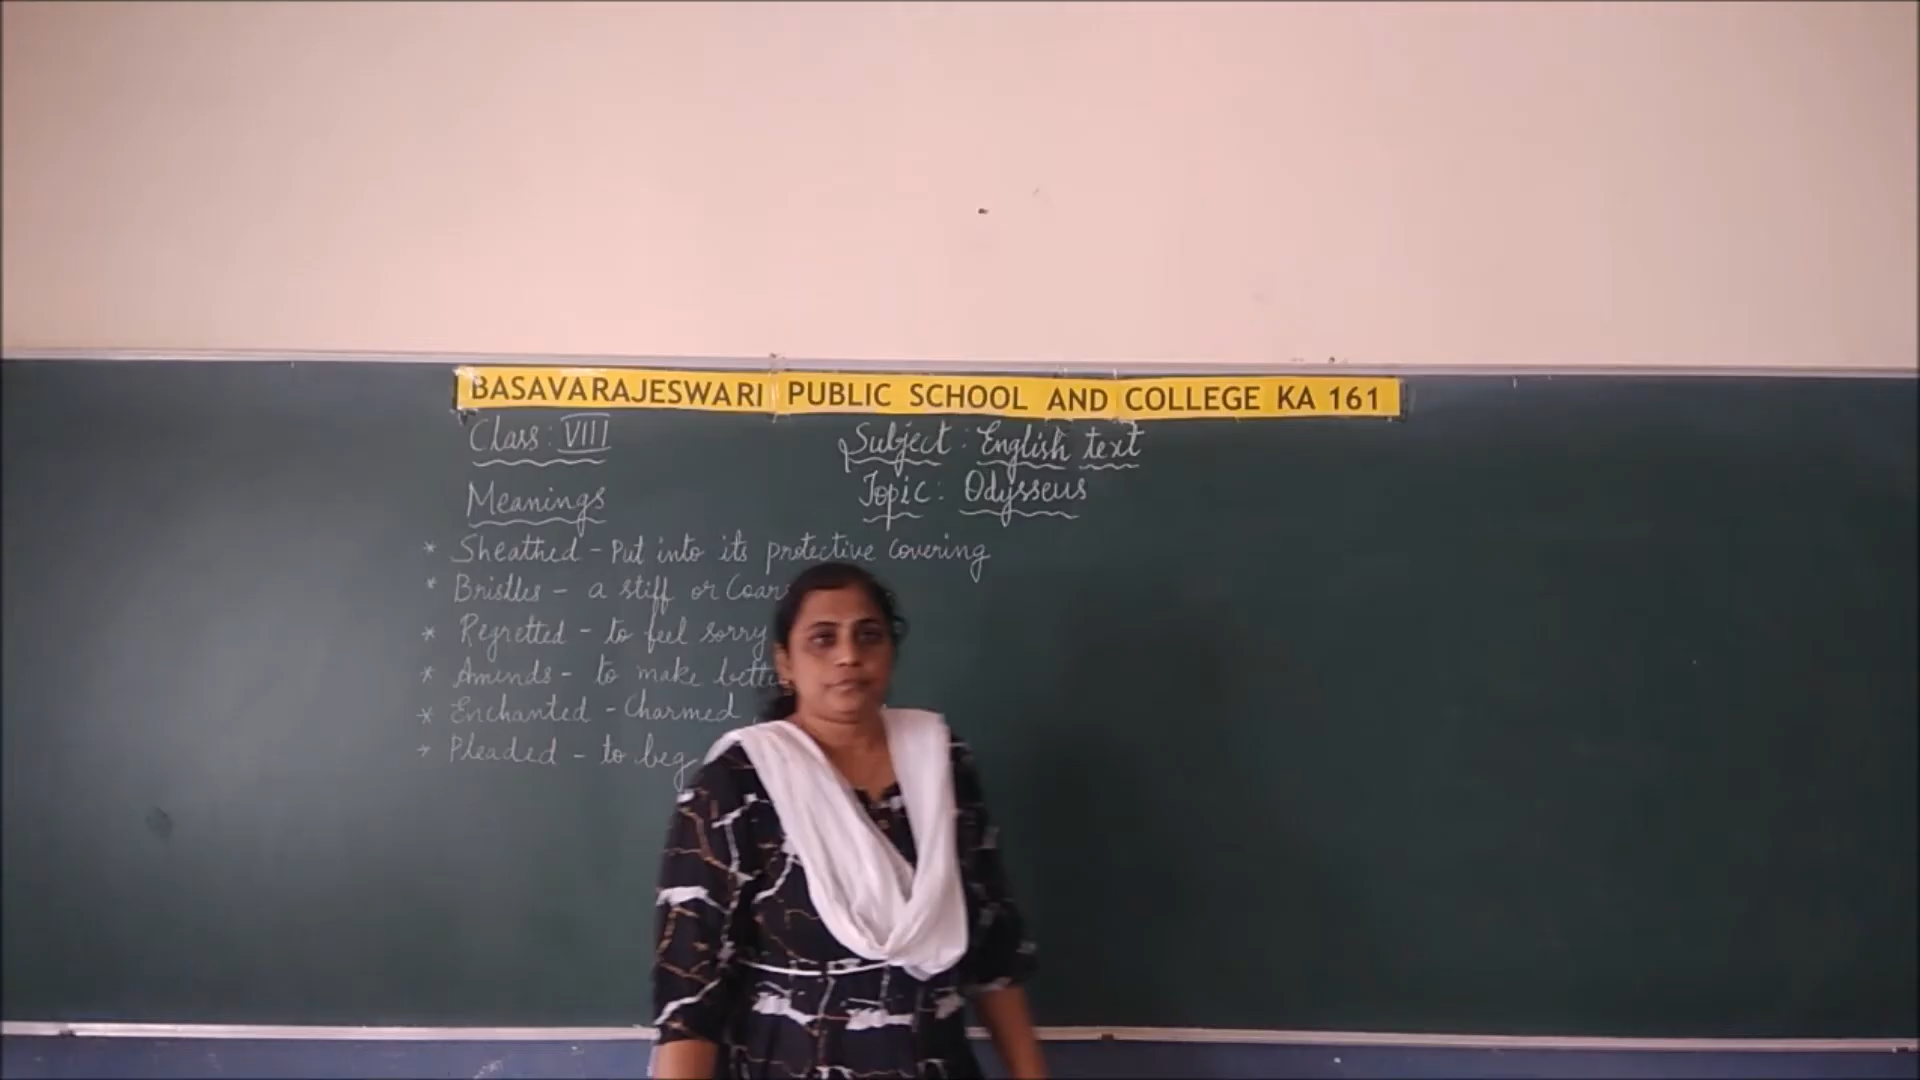 BASAVARAJESWARI PUBLIC SCHOOL AND COLLEGE KA 161
Class: VIII
Subject: English text
Meanings
Topic: Odysseus
* Sheathed - Put into its protective covering
* Bristles - a stiff or
* Regretted - to feel sorry
* Aminds - to make
* Enchanted - Charmed
* Pleaded - to beg